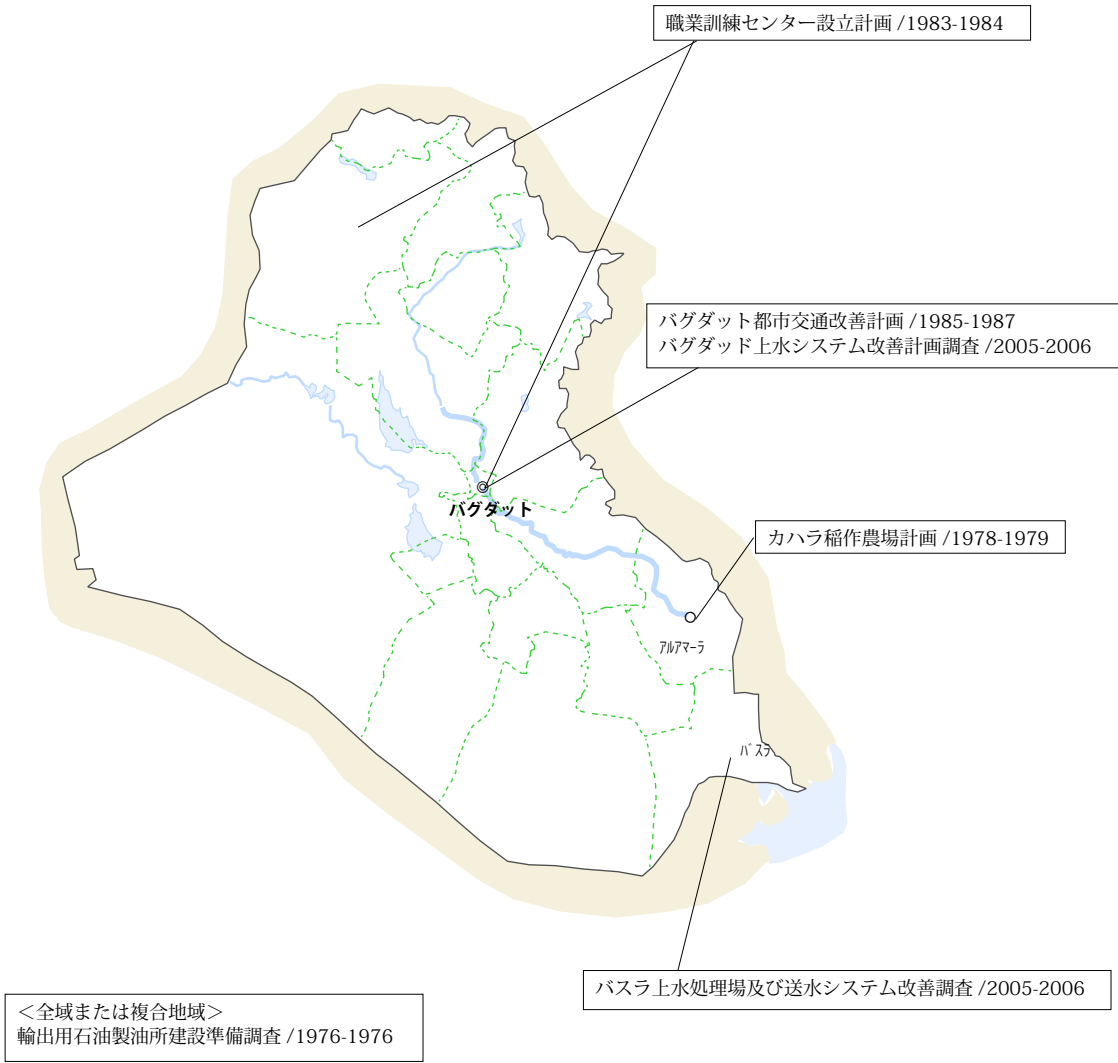 職業訓練センター設立計画 /1983-1984
バグダット都市交通改善計画 /1985-1987
バグダッド上水システム改善計画調査 /2005-2006
バグダット
カハラ稲作農場計画 /1978-1979
アルアマーラ
バスラ
バスラ上水処理場及び送水システム改善調査 /2005-2006
＜全域または複合地域＞
輸出用石油製油所建設準備調査 /1976-1976